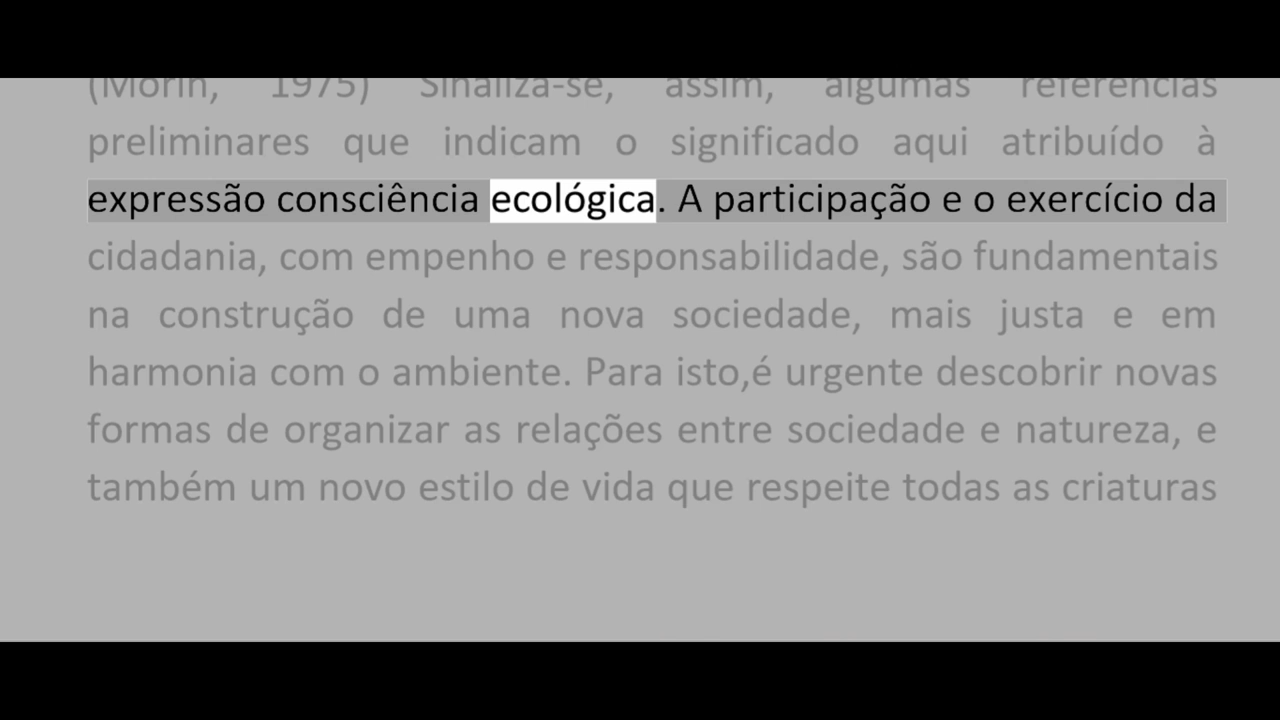 (Morin, 1975) Sinaliza-se, assim, algumas referências
preliminares que indicam o significado aqui atribuído à
expressão consciência ecológica. A participação e o exercício da
cidadania, com empenho e responsabilidade, são fundamentais
na construção de uma nova sociedade, mais justa e em
harmonia com o ambiente. Para isto,é urgente descobrir novas
formas de organizar as relações entre sociedade e natureza, e
também um novo estilo de vida que respeite todas as criaturas